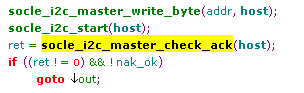 socle_i2c_master_write_byte(addr, host);
socle_i2c_start(host);
ret = socle_i2c_master_check_ack(host);
if ((ret != 0) && !nak_ok)
goto ↓out;